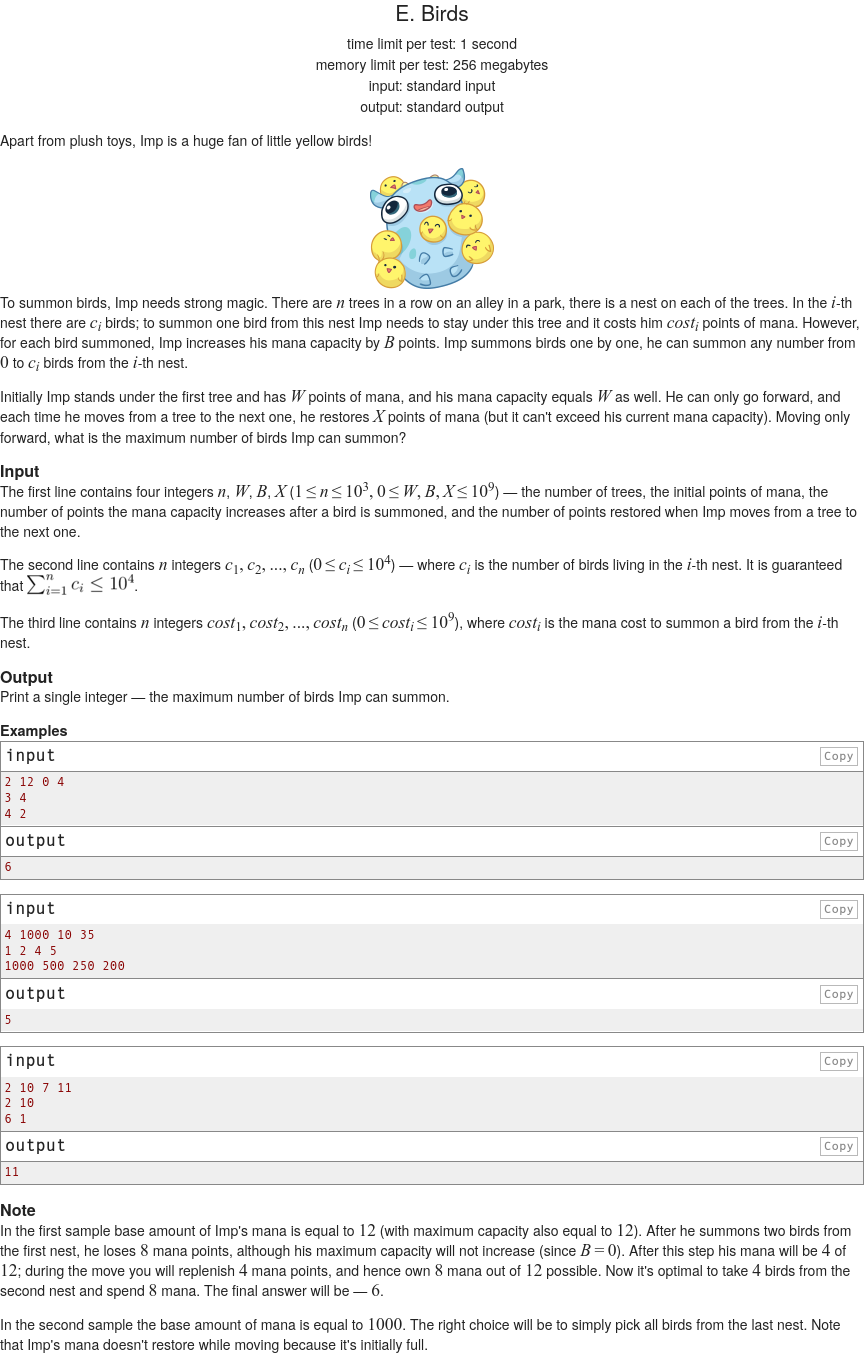 E. Birds
time limit per test: 1 second
memory limit per test: 256 megabytes
input: standard input
output: standard output
Apart from plush toys, Imp is a huge fan of little yellow birds!
To summon birds, Imp needs strong magic. There are n trees in a row on an alley in a park, there is a nest on each of the trees. In the i-th
nest there are c_i birds; to summon one bird from this nest Imp needs to stay under this tree and it costs him cost_i points of mana. However,
for each bird summoned, Imp increases his mana capacity by B points. Imp summons birds one by one, he can summon any number from
0 to c_i birds from the i-th nest.
Initially Imp stands under the first tree and has W points of mana, and his mana capacity equals W as well. He can only go forward, and
each time he moves from a tree to the next one, he restores X points of mana (but it can't exceed his current mana capacity). Moving only
forward, what is the maximum number of birds Imp can summon?
Input
The first line contains four integers n, W, B, X (1 ≤ n ≤ 10^3, 0 ≤ W, B, X ≤ 10^9) — the number of trees, the initial points of mana, the
number of points the mana capacity increases after a bird is summoned, and the number of points restored when Imp moves from a tree to
the next one.
The second line contains n integers c_1, c_2, ..., c_n (0 ≤ c_i ≤ 10^4) — where c_i is the number of birds living in the i-th nest. It is guaranteed
that ∑_{i=1}^n c_i ≤ 10^4.
The third line contains n integers cost_1, cost_2, ..., cost_n (0 ≤ cost_i ≤ 10^9), where cost_i is the mana cost to summon a bird from the i-th
nest.
Output
Print a single integer — the maximum number of birds Imp can summon.
Examples
input Copy
2 12 0 4
3 4
4 2
output Copy
6
input Copy
4 1000 10 35
1 2 4 5
1000 500 250 200
output Copy
5
input Copy
2 10 7 11
2 10
6 1
output Copy
11
Note
In the first sample base amount of Imp's mana is equal to 12 (with maximum capacity also equal to 12). After he summons two birds from
the first nest, he loses 8 mana points, although his maximum capacity will not increase (since B = 0). After this step his mana will be 4 of
12; during the move you will replenish 4 mana points, and hence own 8 mana out of 12 possible. Now it's optimal to take 4 birds from the
second nest and spend 8 mana. The final answer will be — 6.
In the second sample the base amount of mana is equal to 1000. The right choice will be to simply pick all birds from the last nest. Note
that Imp's mana doesn't restore while moving because it's initially full.